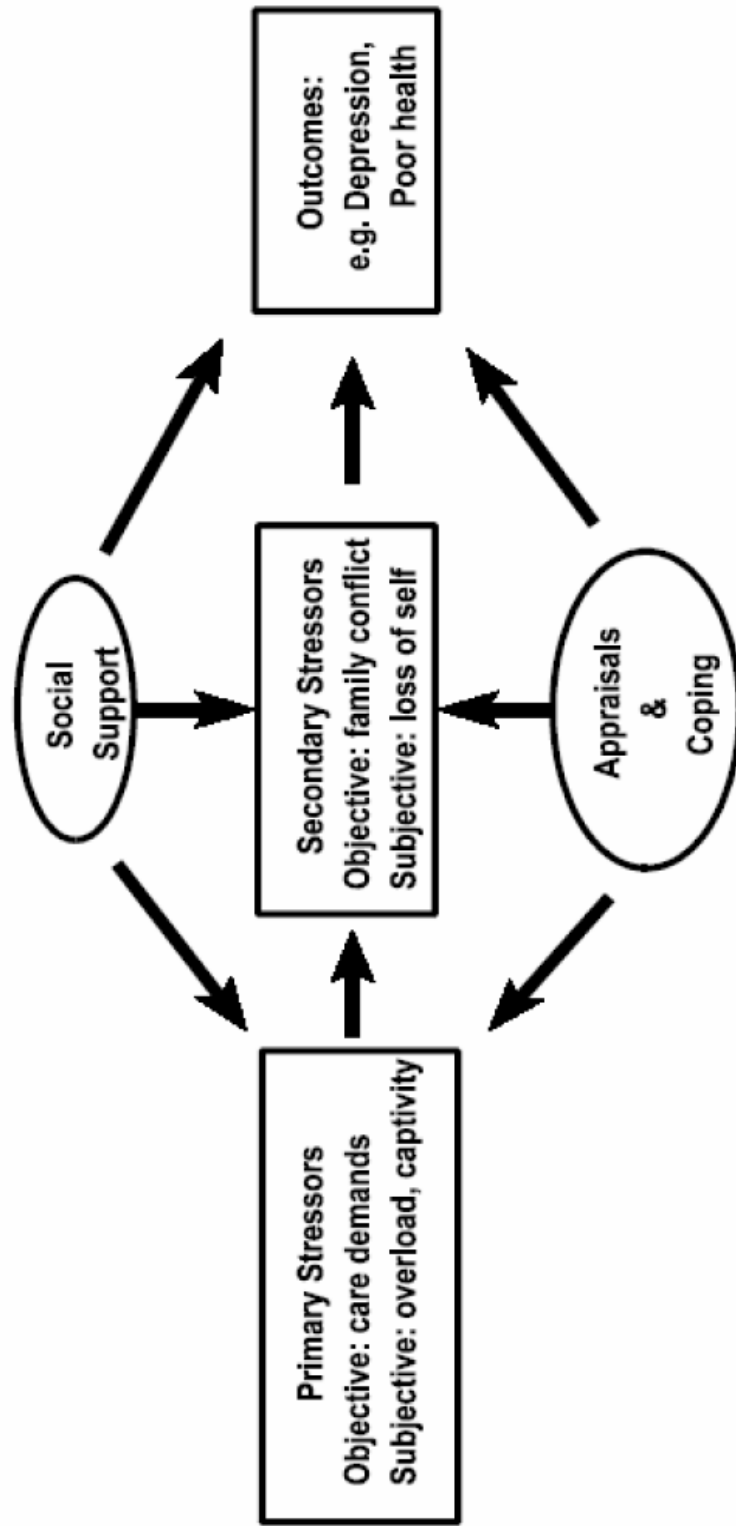 Social
Support
Primary Stressors
Objective: care demands
Subjective: overload, captivity
Secondary Stressors
Objective: family conflict
Subjective: loss of self
Outcomes:
e.g. Depression,
Poor health
Appraisals
&
Coping